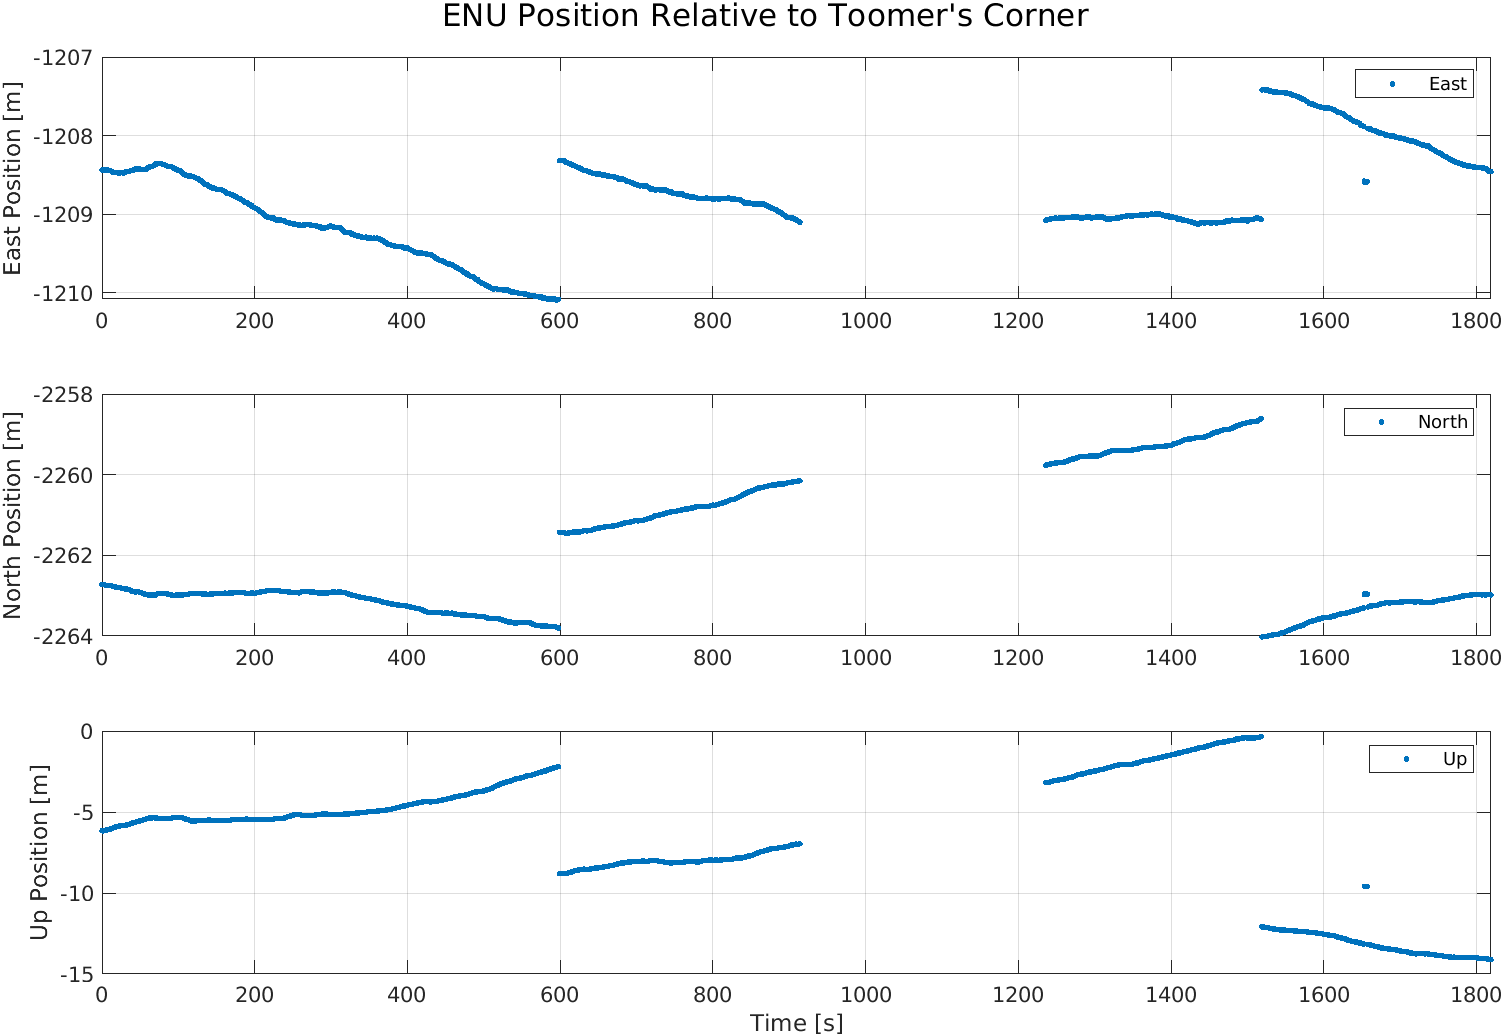 ENU Position Relative to Toomer's Corner
East Position [m]
-1207
-1208
-1209
-1210
East
0 200 400 600 800 1000 1200 1400 1600 1800
North Position [m]
-2258
-2260
-2262
-2264
North
0 200 400 600 800 1000 1200 1400 1600 1800
Up Position [m]
0
-5
-10
-15
Up
0 200 400 600 800 1000 1200 1400 1600 1800
Time [s]